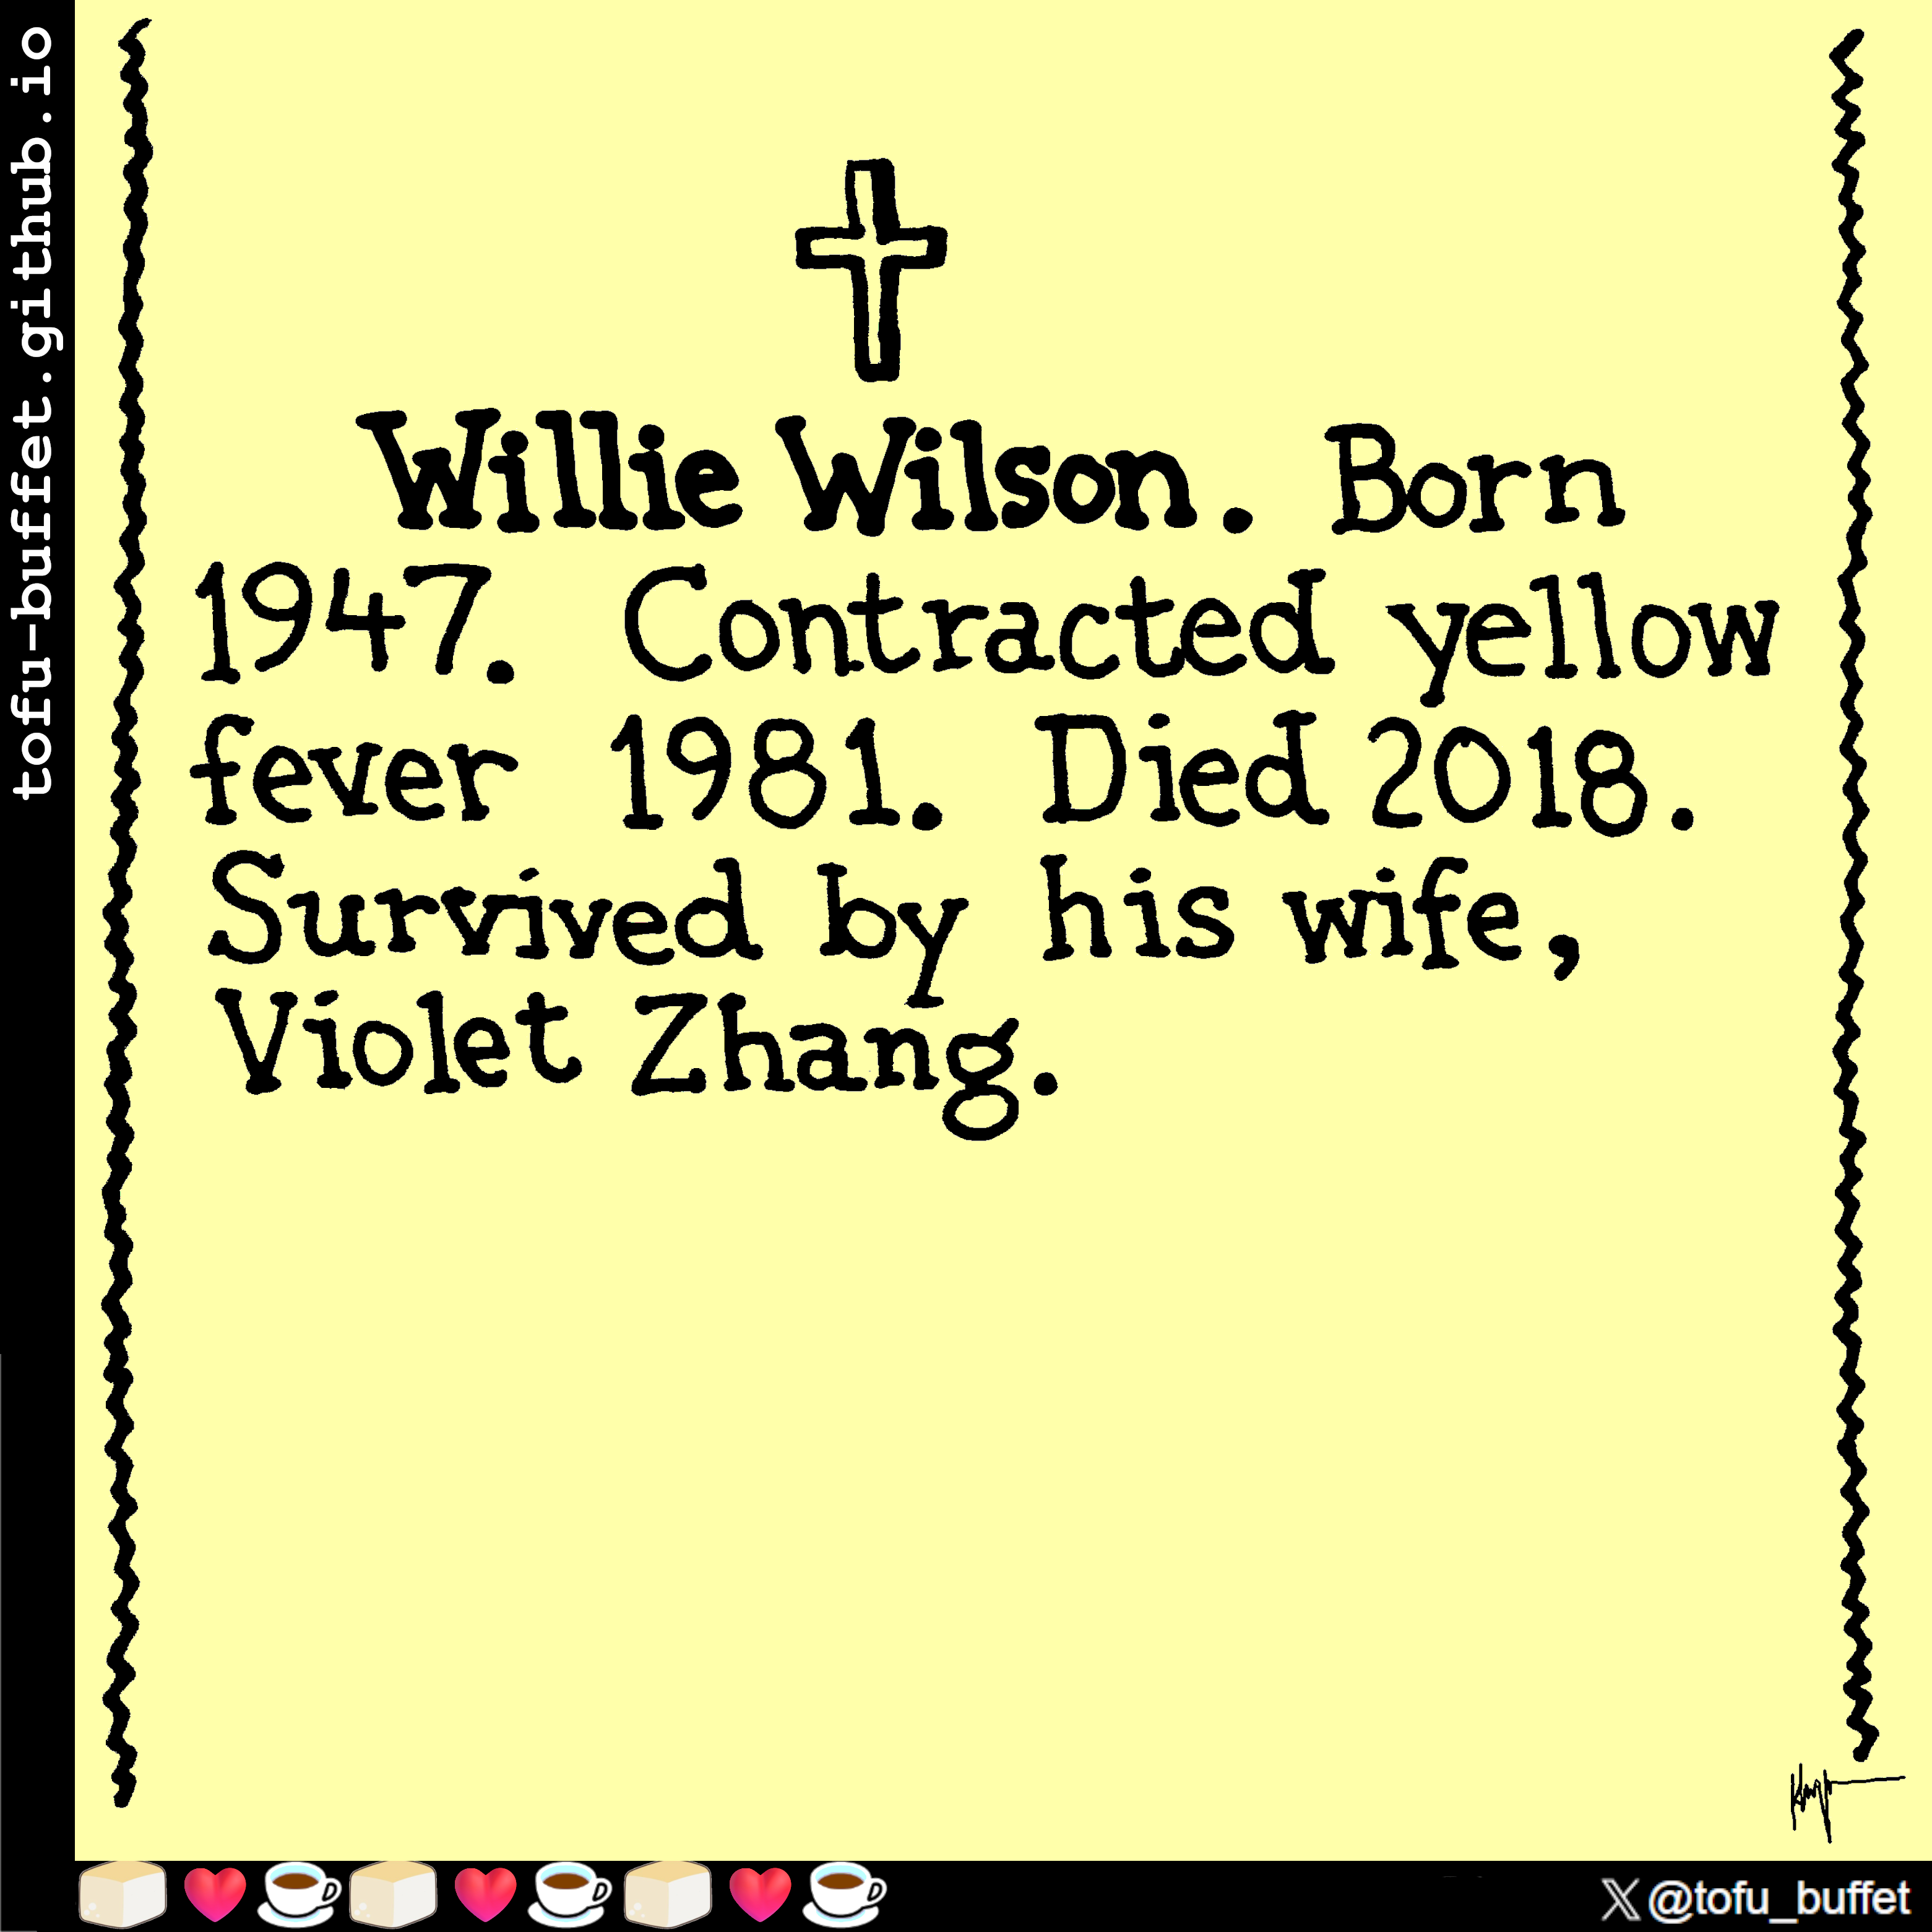 tofu-buffet.github.io
Willie Wilson. Born
1947. Contracted yellow
fever 1981. Died 2018.
Survived by his wife,
Violet Zhang.
𝕏 @tofu_buffet